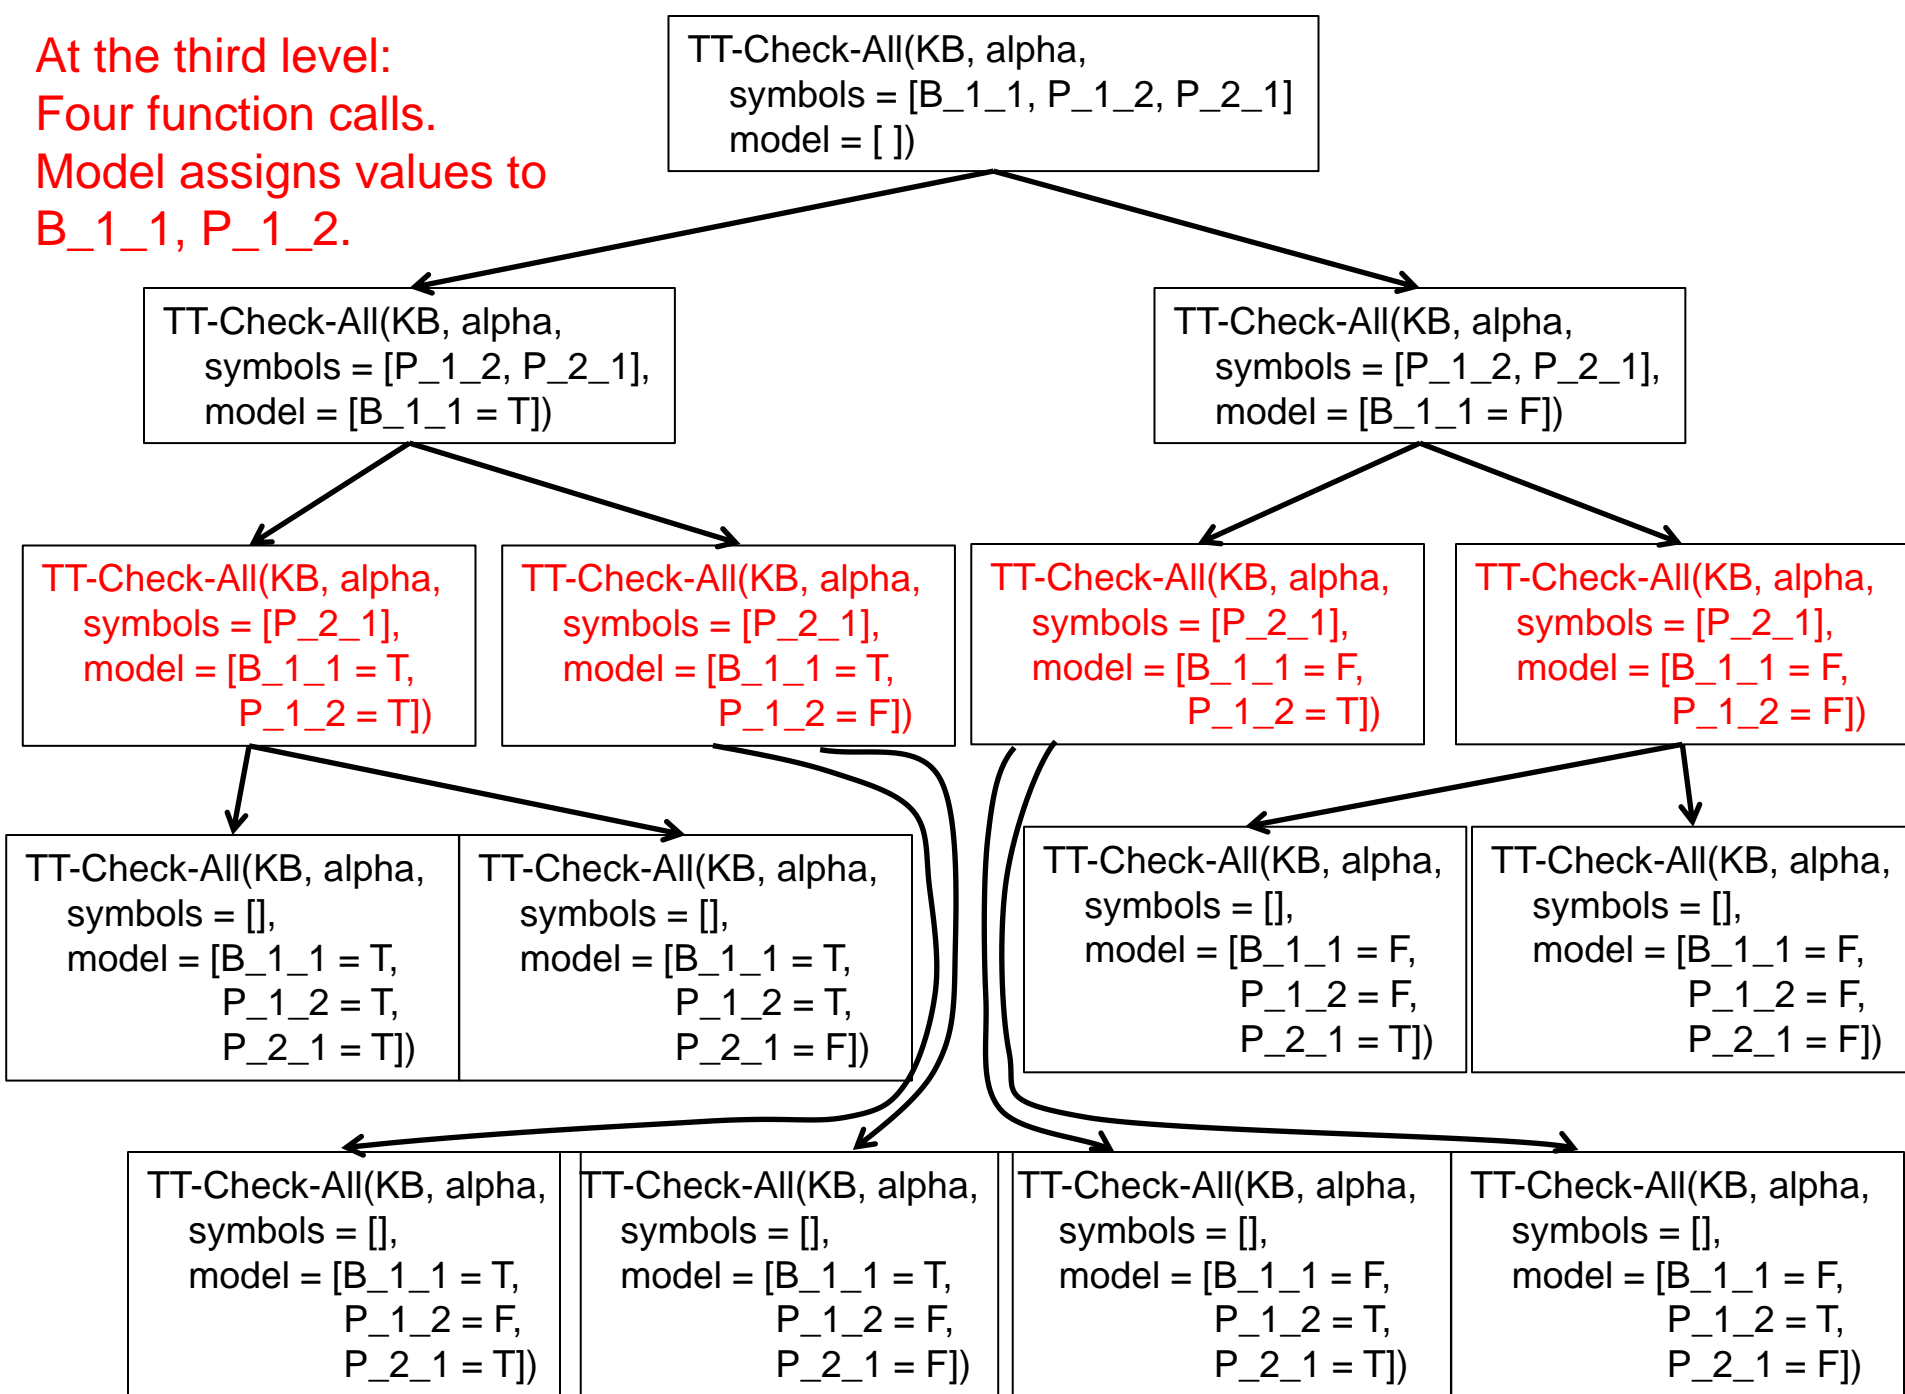 At the third level:
Four function calls.
Model assigns values to
B_1_1, P_1_2.
TT-Check-All(KB, alpha,
symbols = [B_1_1, P_1_2, P_2_1]
model = [ ])
TT-Check-All(KB, alpha,
symbols = [P_1_2, P_2_1],
model = [B_1_1 = T])
TT-Check-All(KB, alpha,
symbols = [P_1_2, P_2_1],
model = [B_1_1 = F])
TT-Check-All(KB, alpha,
symbols = [P_2_1],
model = [B_1_1 = T,
P_1_2 = T])
TT-Check-All(KB, alpha,
symbols = [P_2_1],
model = [B_1_1 = T,
P_1_2 = F])
TT-Check-All(KB, alpha,
symbols = [P_2_1],
model = [B_1_1 = F,
P_1_2 = T])
TT-Check-All(KB, alpha,
symbols = [P_2_1],
model = [B_1_1 = F,
P_1_2 = F])
TT-Check-All(KB, alpha,
symbols = [],
model = [B_1_1 = T,
P_1_2 = T,
P_2_1 = T])
TT-Check-All(KB, alpha,
symbols = [],
model = [B_1_1 = T,
P_1_2 = T,
P_2_1 = F])
TT-Check-All(KB, alpha,
symbols = [],
model = [B_1_1 = F,
P_1_2 = F,
P_2_1 = T])
TT-Check-All(KB, alpha,
symbols = [],
model = [B_1_1 = F,
P_1_2 = F,
P_2_1 = F])
TT-Check-All(KB, alpha,
symbols = [],
model = [B_1_1 = T,
P_1_2 = F,
P_2_1 = T])
TT-Check-All(KB, alpha,
symbols = [],
model = [B_1_1 = T,
P_1_2 = F,
P_2_1 = F])
TT-Check-All(KB, alpha,
symbols = [],
model = [B_1_1 = F,
P_1_2 = T,
P_2_1 = T])
TT-Check-All(KB, alpha,
symbols = [],
model = [B_1_1 = F,
P_1_2 = T,
P_2_1 = F])